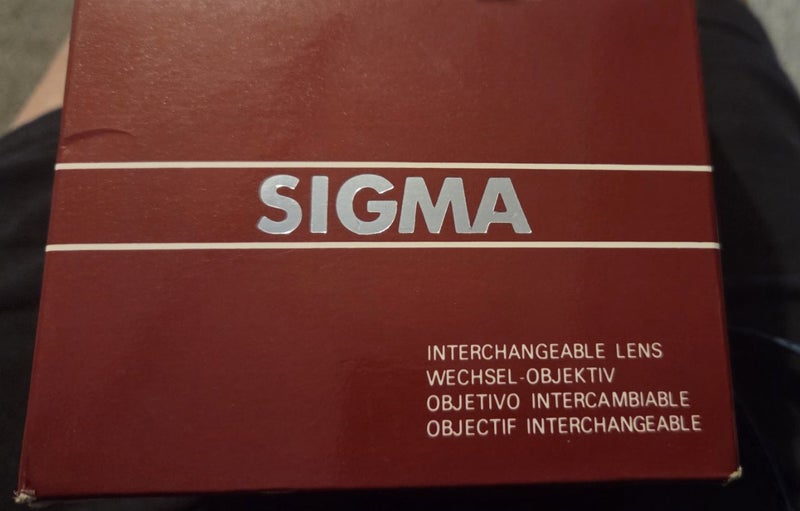 SIGMA
INTERCHANGEABLE LENS
WECHSEL-OBJEKTIV
OBJETIVO INTERCAMBIABLE
OBJECTIF INTERCHANGEABLE